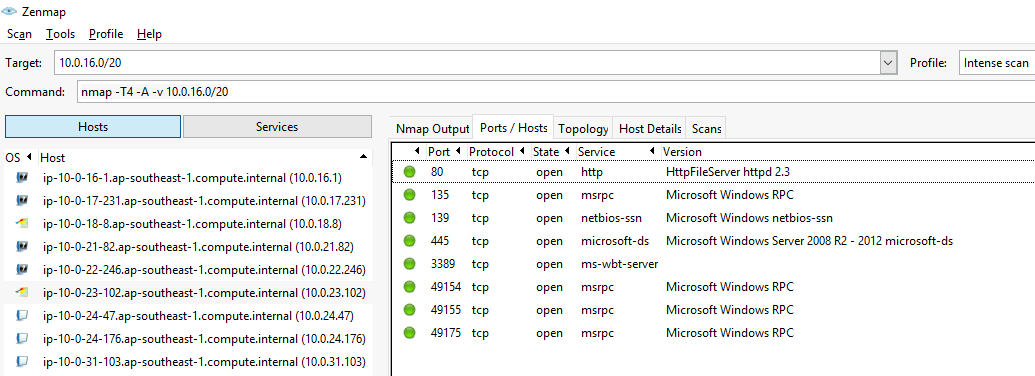 Zenmap
Scan Tools Profile Help
Target: 10.0.16.0/20 Profile: Intense scan
Command: nmap -T4 -A -v 10.0.16.0/20
Hosts Services
Nmap Output Ports / Hosts Topology Host Details Scans
OS Host
ip-10-0-16-1.ap-southeast-1.compute.internal (10.0.16.1)
ip-10-0-17-231.ap-southeast-1.compute.internal (10.0.17.231)
ip-10-0-18-8.ap-southeast-1.compute.internal (10.0.18.8)
ip-10-0-21-82.ap-southeast-1.compute.internal (10.0.21.82)
ip-10-0-22-246.ap-southeast-1.compute.internal (10.0.22.246)
ip-10-0-23-102.ap-southeast-1.compute.internal (10.0.23.102)
ip-10-0-24-47.ap-southeast-1.compute.internal (10.0.24.47)
ip-10-0-24-176.ap-southeast-1.compute.internal (10.0.24.176)
ip-10-0-31-103.ap-southeast-1.compute.internal (10.0.31.103)
Port Protocol State Service Version
80 tcp open http HttpFileServer httpd 2.3
135 tcp open msrpc Microsoft Windows RPC
139 tcp open netbios-ssn Microsoft Windows netbios-ssn
445 tcp open microsoft-ds Microsoft Windows Server 2008 R2 - 2012 microsoft-ds
3389 tcp open ms-wbt-server
49154 tcp open msrpc Microsoft Windows RPC
49155 tcp open msrpc Microsoft Windows RPC
49175 tcp open msrpc Microsoft Windows RPC